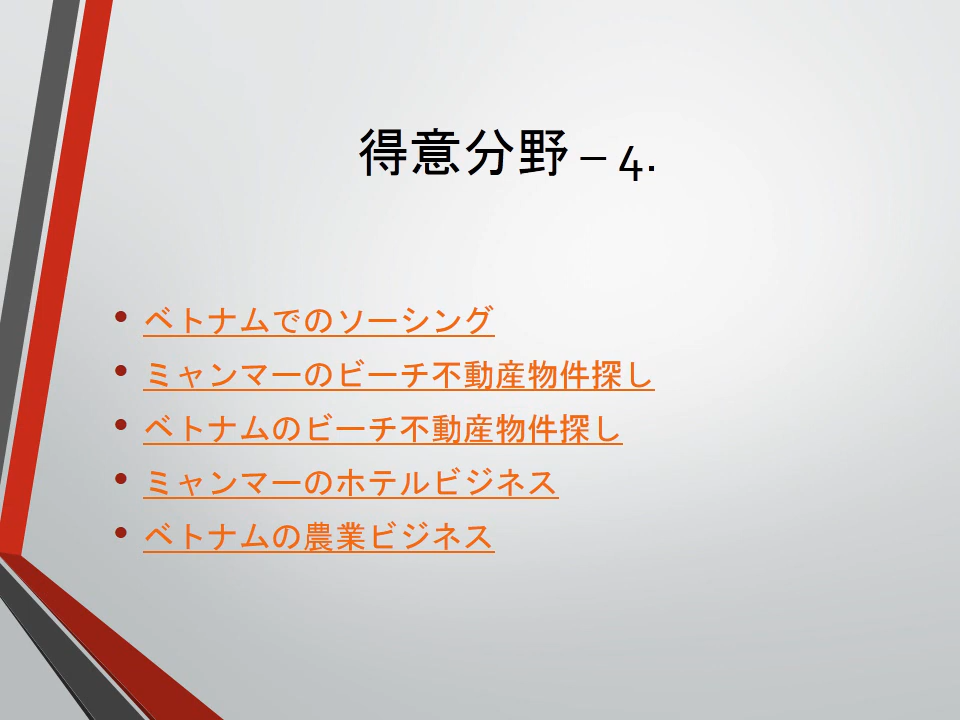 得意分野 – 4.
• ベトナムでのソーシング
• ミャンマーのビーチ不動産物件探し
• ベトナムのビーチ不動産物件探し
• ミャンマーのホテルビジネス
• ベトナムの農業ビジネス